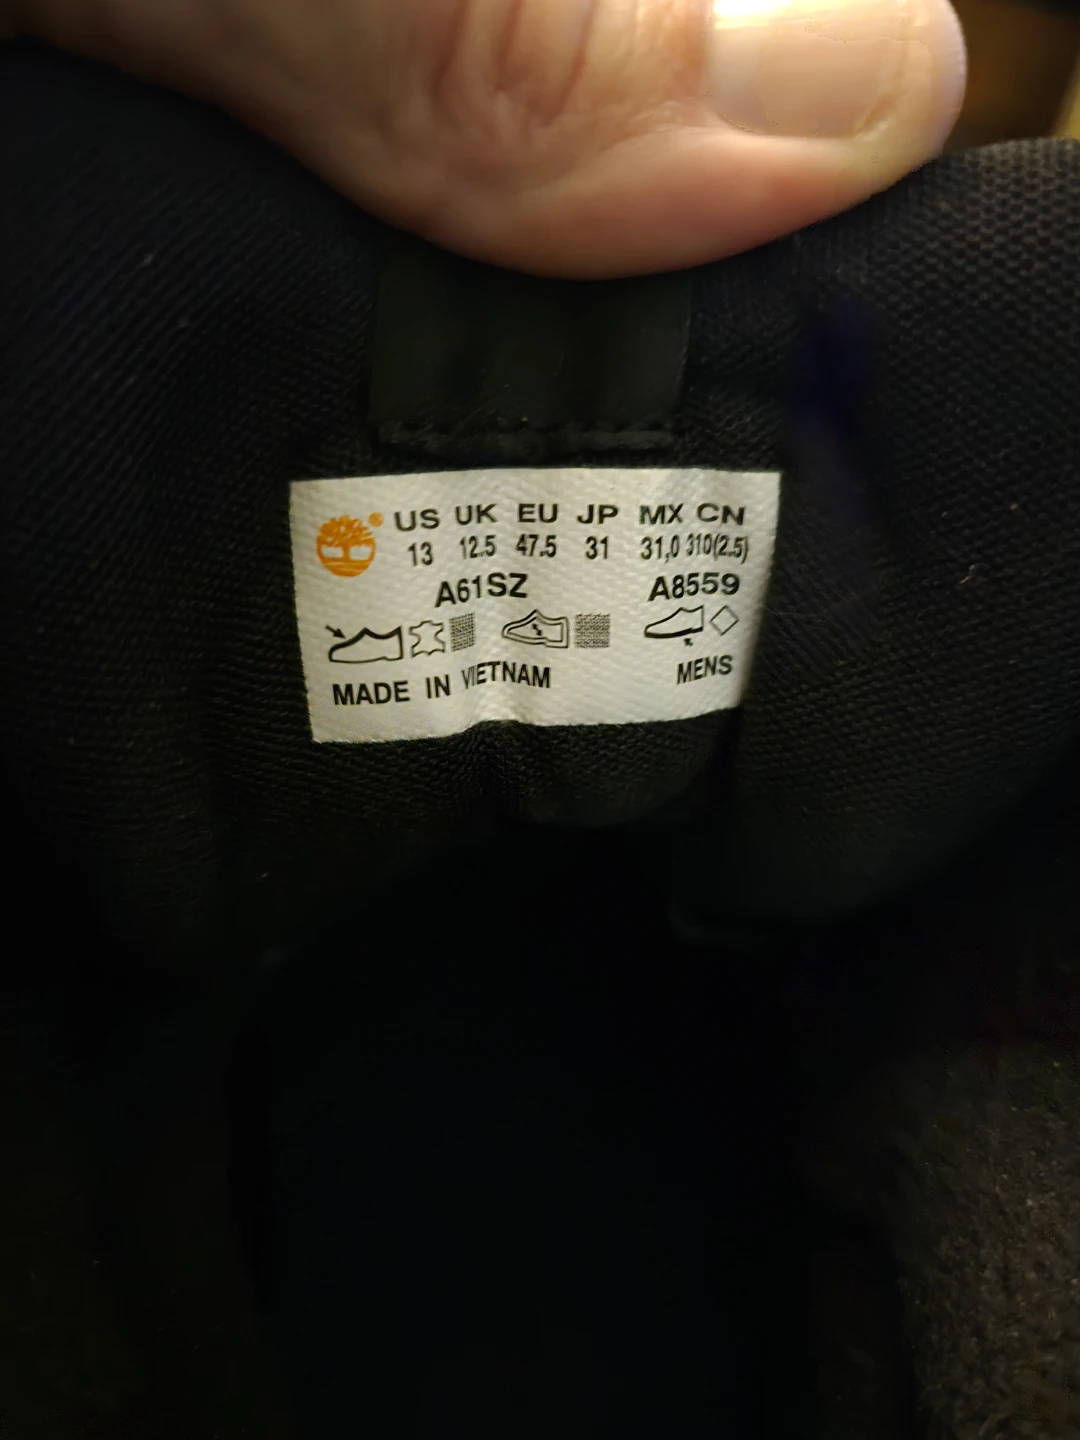 ® US UK EU JP MX CN
13 12.5 47.5 31 31,0 310(2.5)
A61SZ A8559
MADE IN VIETNAM MENS